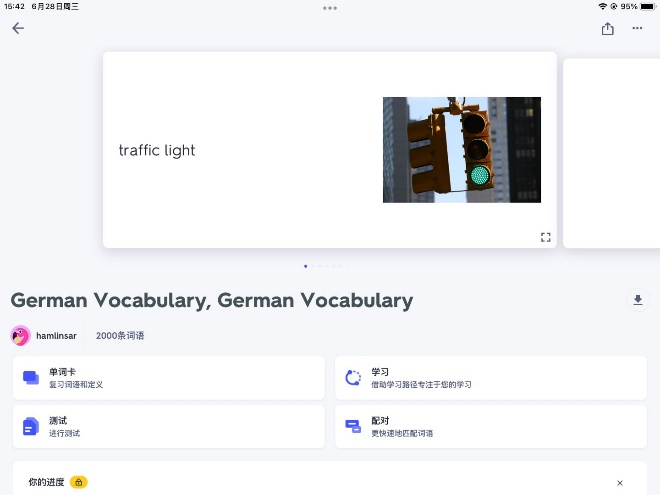 15:42 6月28日周三
95%
traffic light
German Vocabulary, German Vocabulary
hamlinsar 2000条词语
单词卡
复习词语和定义
学习
借助学习路径专注于您的学习
测试
进行测试
配对
更快速地匹配词语
你的进度